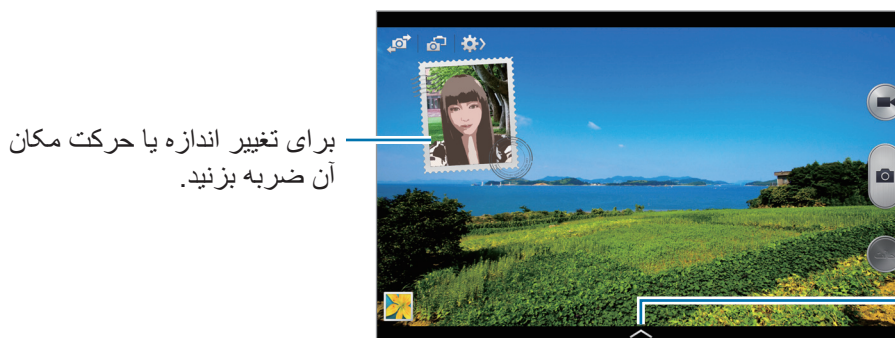 برای تغییر اندازه یا حرکت مکان
آن ضربه بزنید.